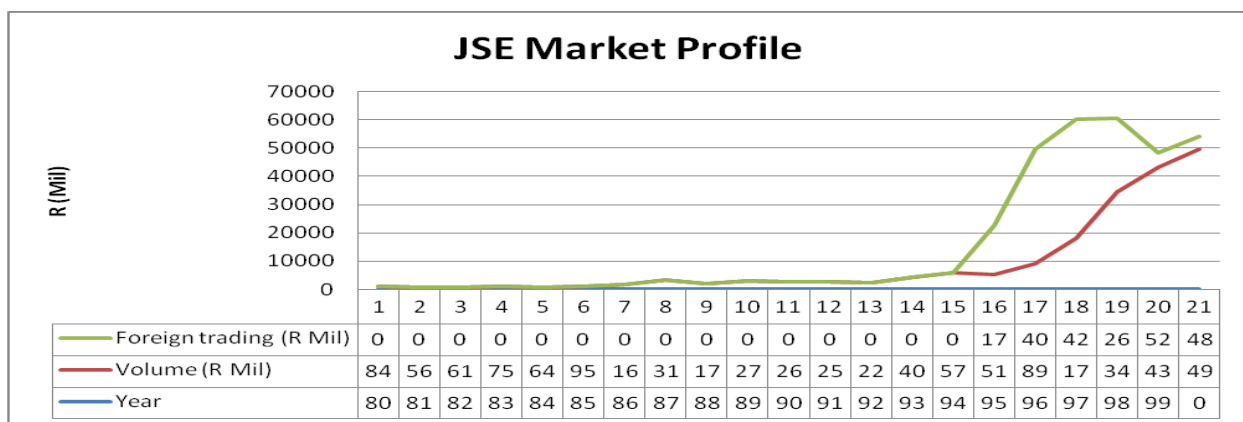 JSE Market Profile
R (Mil)
70000
60000
50000
40000
30000
20000
10000
0
1 2 3 4 5 6 7 8 9 10 11 12 13 14 15 16 17 18 19 20 21
Foreign trading (R Mil) 0 0 0 0 0 0 0 0 0 0 0 0 0 0 0 17 40 42 26 52 48
Volume (R Mil) 84 56 61 75 64 95 16 31 17 27 26 25 22 40 57 51 89 17 34 43 49
Year 80 81 82 83 84 85 86 87 88 89 90 91 92 93 94 95 96 97 98 99 0